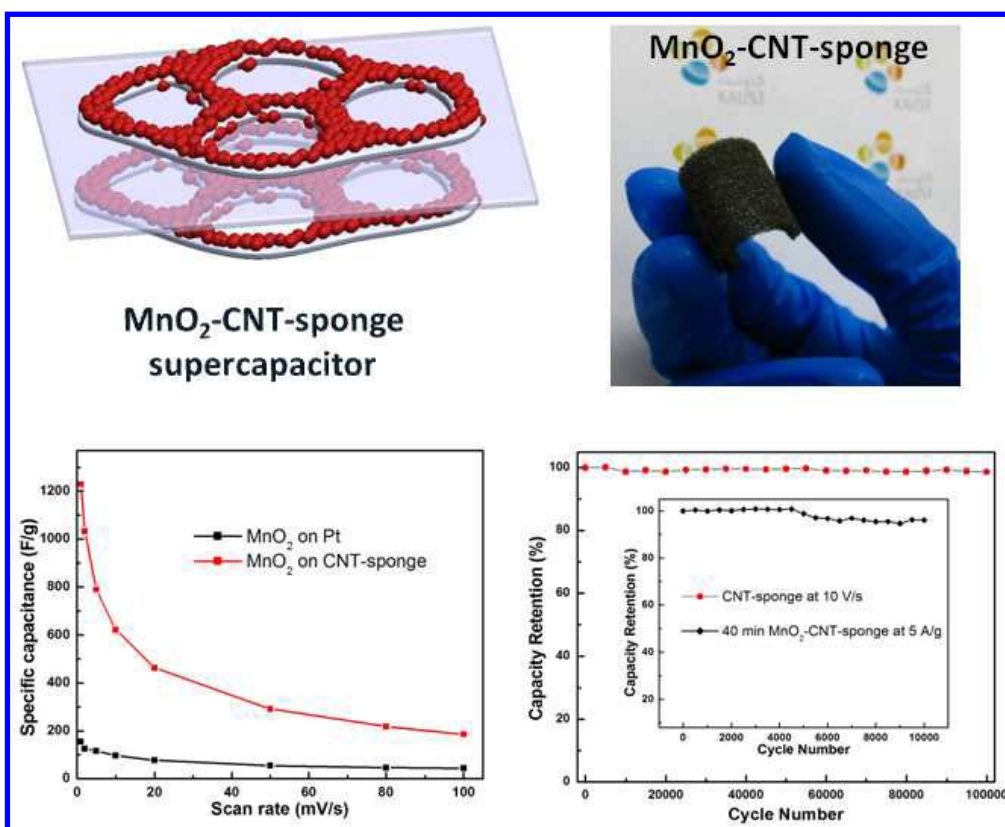 MnO₂-CNT-sponge
supercapacitor
MnO₂-CNT-sponge
KAUST
Specific capacitance (F/g)
1200
1000
800
600
400
200
0
MnO₂ on Pt
MnO₂ on CNT-sponge
0 20 40 60 80 100
Scan rate (mV/s)
Capacity Retention (%)
100
80
60
40
20
0
Capacity Retention (%)
100
80
60
40
20
CNT-sponge at 10 V/s
40 min MnO₂-CNT-sponge at 5 A/g
0 2000 4000 6000 8000 10000
Cycle Number
0 20000 40000 60000 80000 100000
Cycle Number